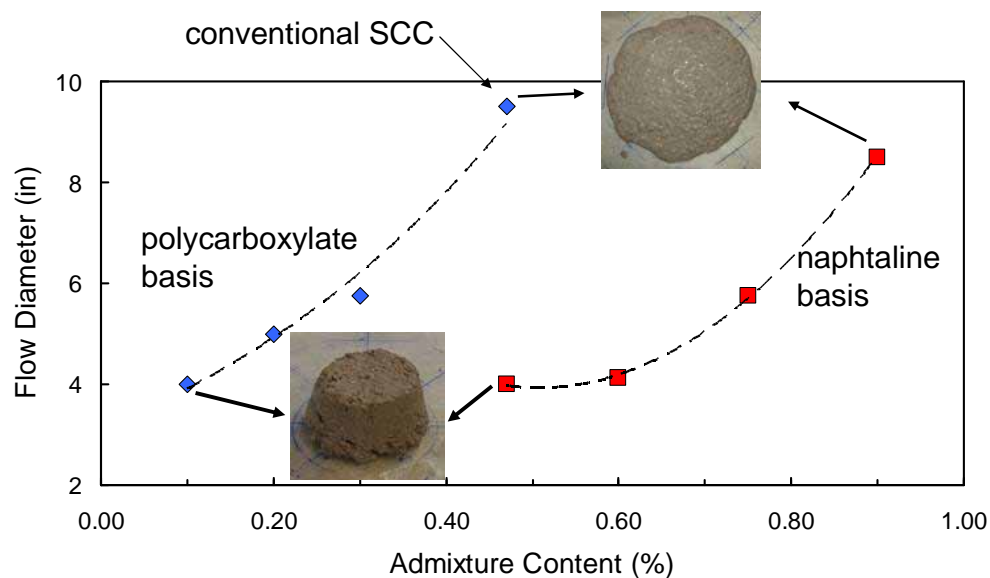 conventional SCC
10
8
6
4
2
Flow Diameter (in)
polycarboxylate
basis
naphtaline
basis
0.00 0.20 0.40 0.60 0.80 1.00
Admixture Content (%)